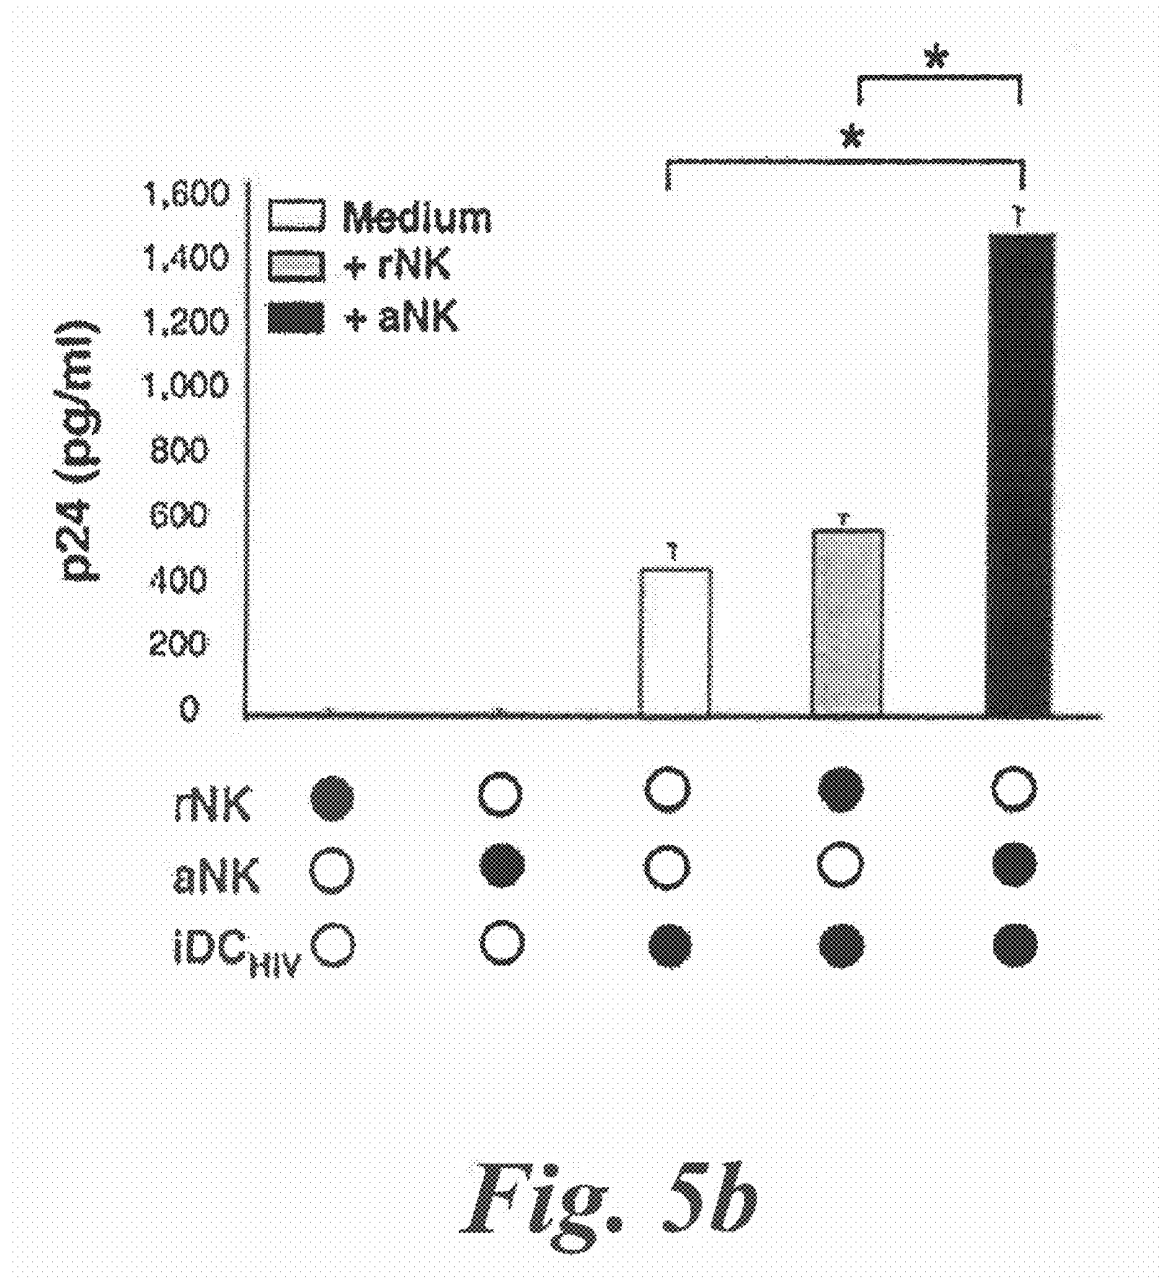 *
*
1,600
1,400
1,200
1,000
800
600
400
200
0
p24 (pg/ml)
Medium
+ rNK
+ aNK
rNK
aNK
iDC_HIV
Fig. 5b